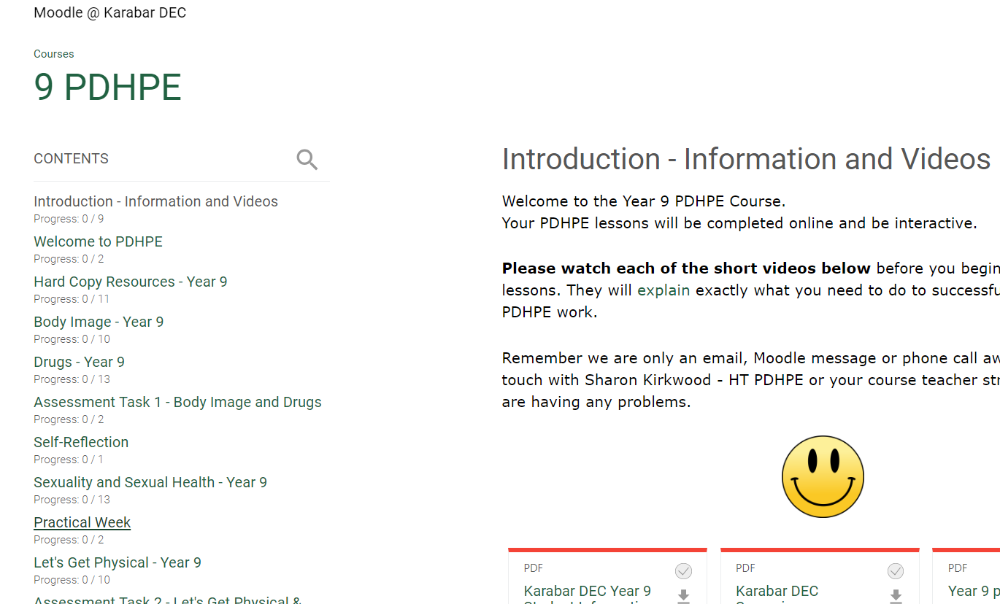 Moodle @ Karabar DEC
Courses
9 PDHPE
CONTENTS
Introduction - Information and Videos
Progress: 0 / 9
Welcome to PDHPE
Progress: 0 / 2
Hard Copy Resources - Year 9
Progress: 0 / 11
Body Image - Year 9
Progress: 0 / 10
Drugs - Year 9
Progress: 0 / 13
Assessment Task 1 - Body Image and Drugs
Progress: 0 / 2
Self-Reflection
Progress: 0 / 1
Sexuality and Sexual Health - Year 9
Progress: 0 / 13
Practical Week
Progress: 0 / 2
Let's Get Physical - Year 9
Progress: 0 / 10
Assessment Task 2 - Let's Get Physical &
Introduction - Information and Videos
Welcome to the Year 9 PDHPE Course.
Your PDHPE lessons will be completed online and be interactive.
Please watch each of the short videos below before you begin
lessons. They will explain exactly what you need to do to successfu
PDHPE work.
Remember we are only an email, Moodle message or phone call aw
touch with Sharon Kirkwood - HT PDHPE or your course teacher str
are having any problems.
PDF
Karabar DEC Year 9
Student
PDF
Karabar DEC
PDF
Year 9 p